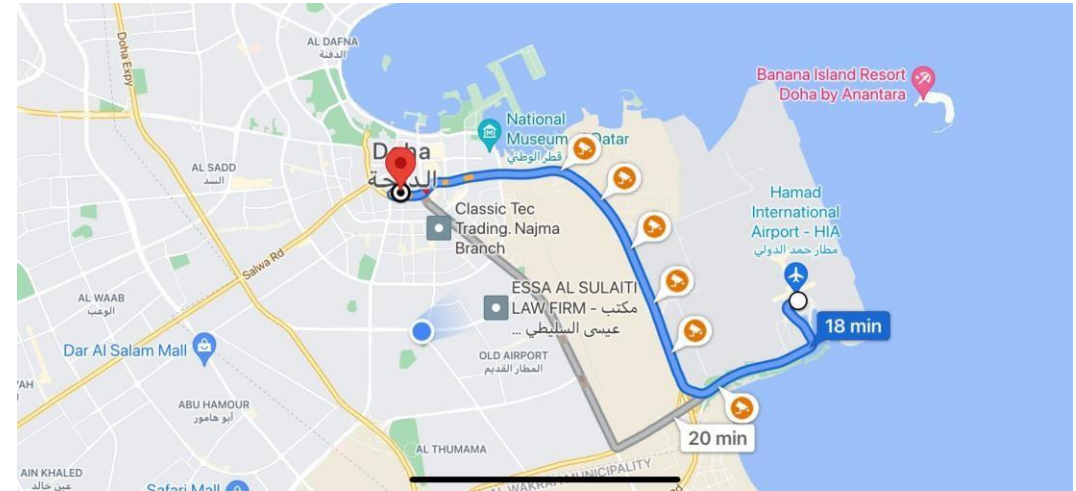 AL DAFNA
الدفنة
Doha Expy
Banana Island Resort
Doha by Anantara
National
Museum
Qatar
قطر الوطني
Doha
الدوحة
AL SADD
السد
Hamad
International
Airport - HIA
مطار حمد الدولي
Classic Tec
Trading. Najma
Branch
Salwa Rd
ESSA AL SULAITI
LAW FIRM - مكتب
عيسى السليطي ...
AL WAAB
الوعب
18 min
Dar Al Salam Mall
OLD AIRPORT
المطار القديم
YAH
ABU HAMOUR
أبو هامور
20 min
AL THUMAMA
AL WAKRAH MUNICIPALITY
AIN KHALED
عين خالد
Safari Mall